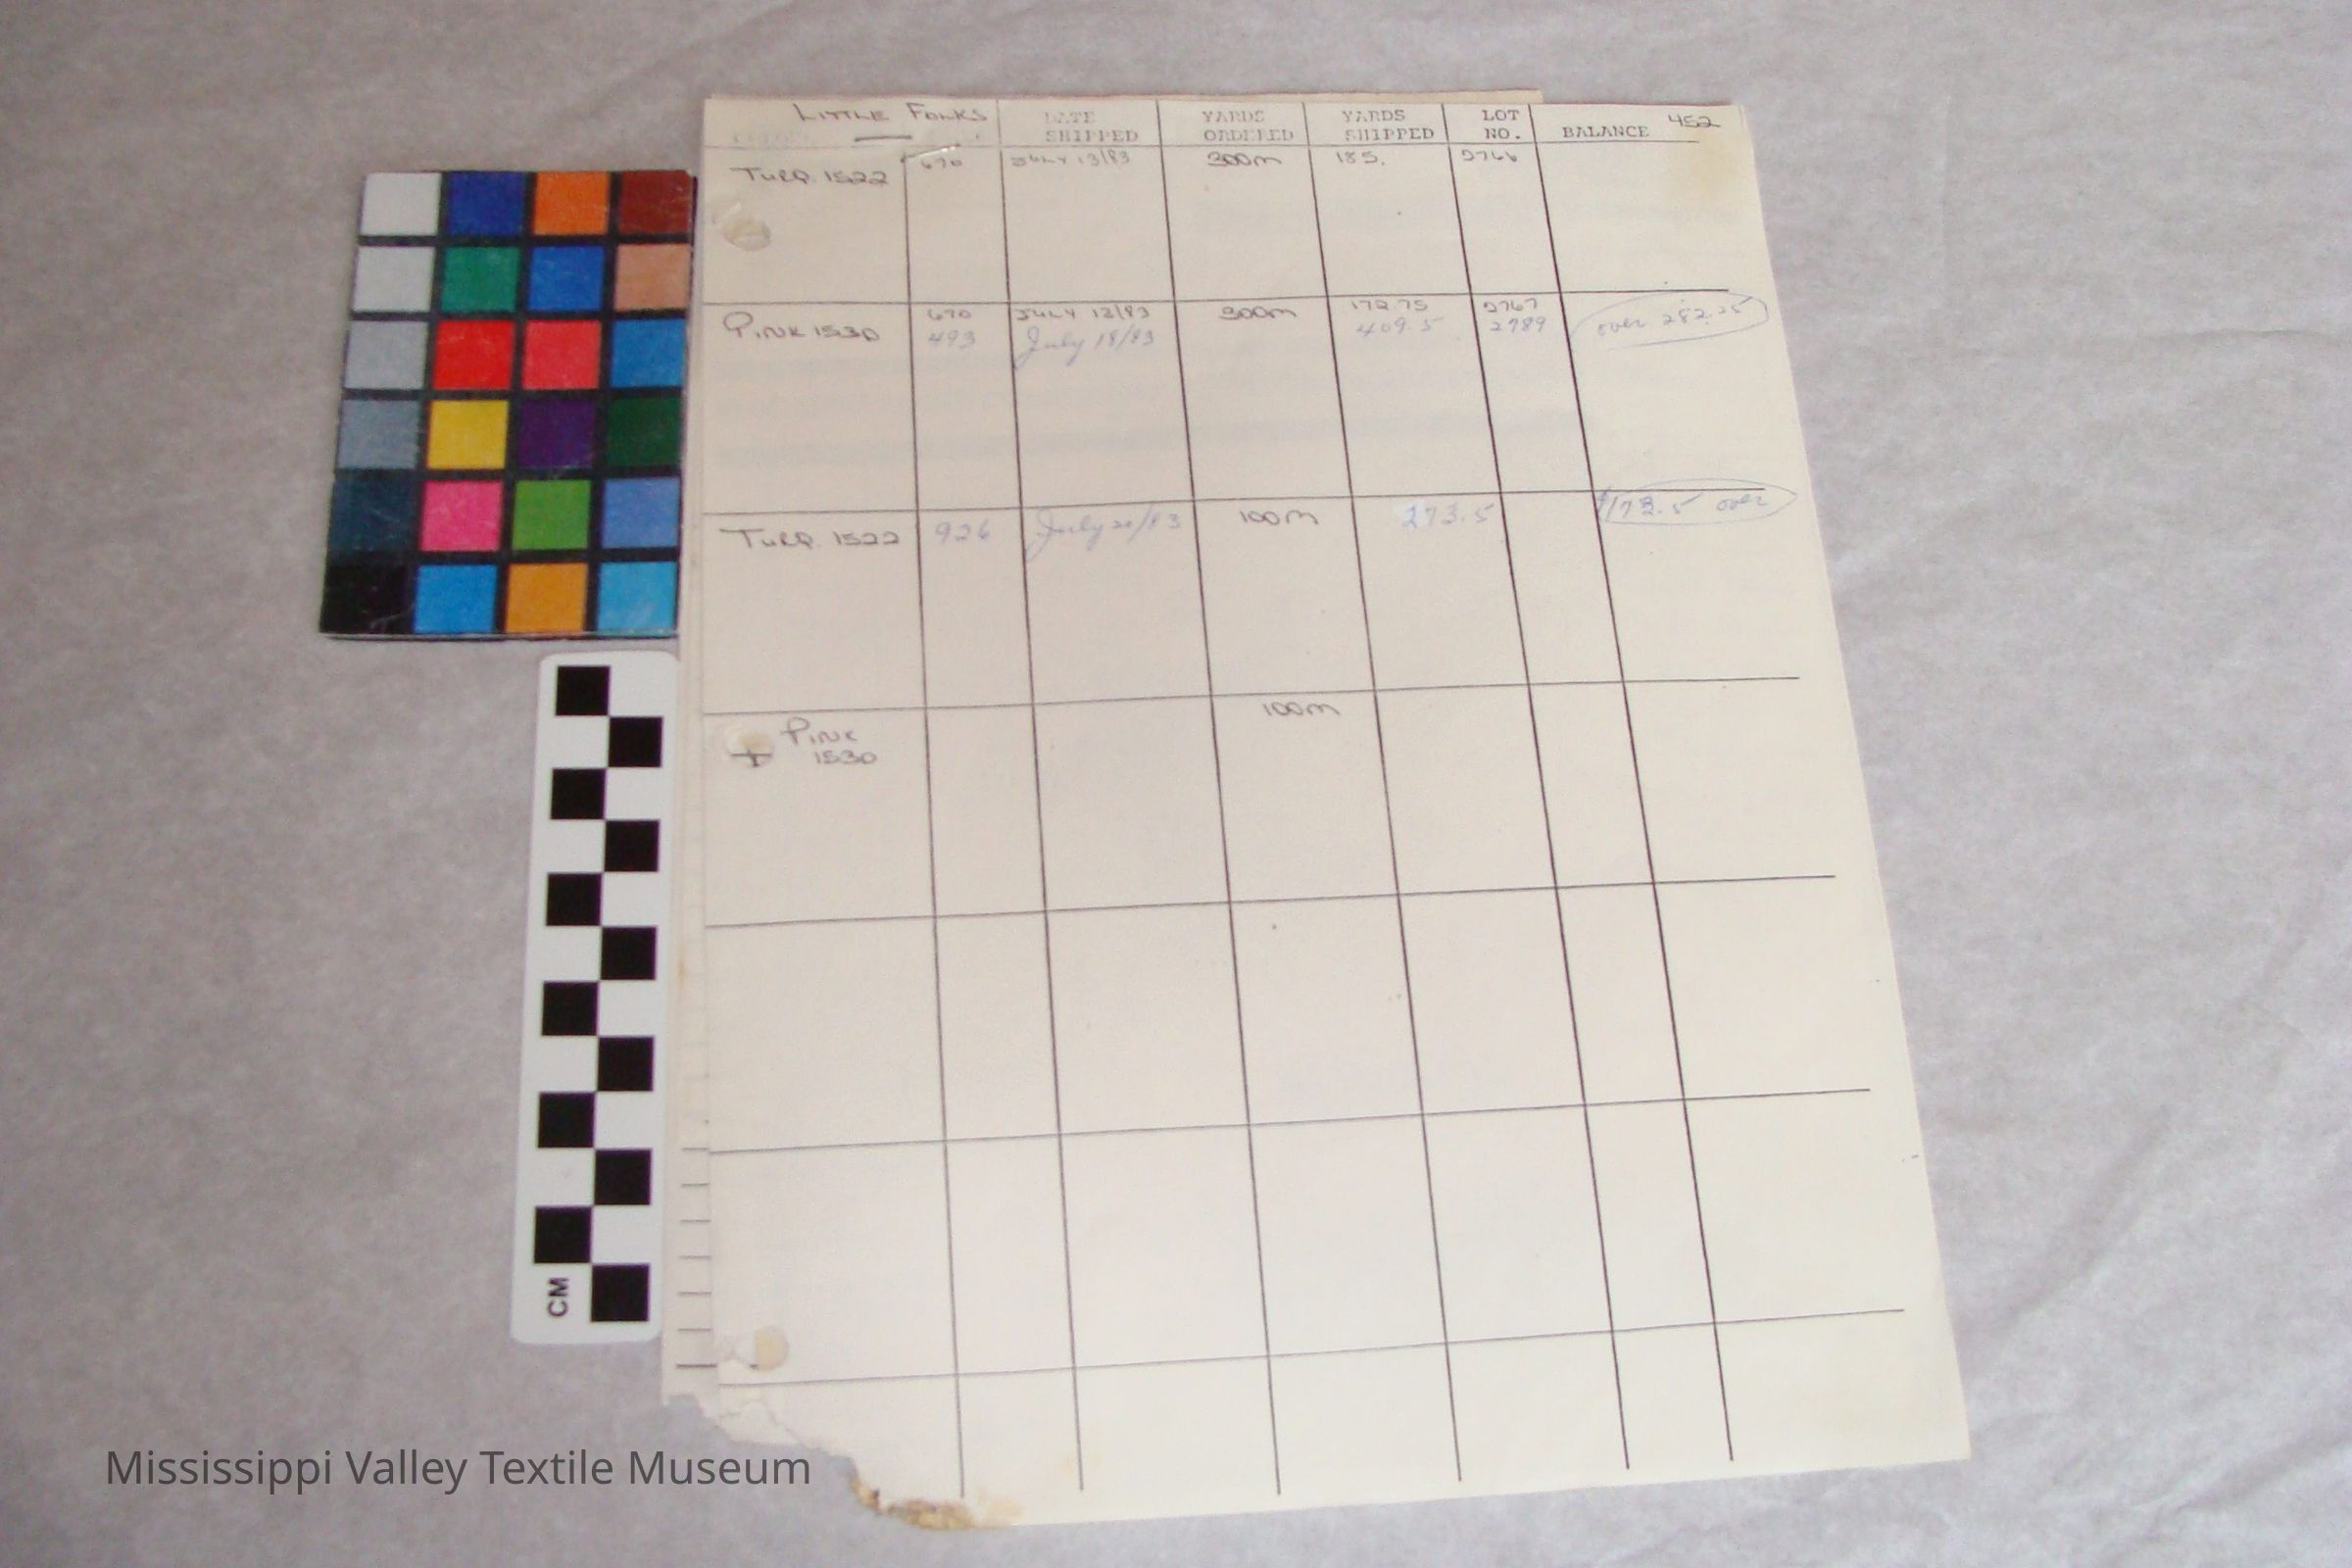 LITTLE FOLKS
DATE SHIPPED YARDS ORDERED YARDS SHIPPED LOT NO. BALANCE 452
TURQ. 1522 670 JULY 13/83 300m 185. 2766
PINK 1530 670 JULY 12/83 300m 172.75 2767
493 July 18/83 409.5 2789 over 282.25
TURQ. 1522 926 July 20/83 100m 273.5 173.5 over
PINK 1530 100m
CM
Mississippi Valley Textile Museum